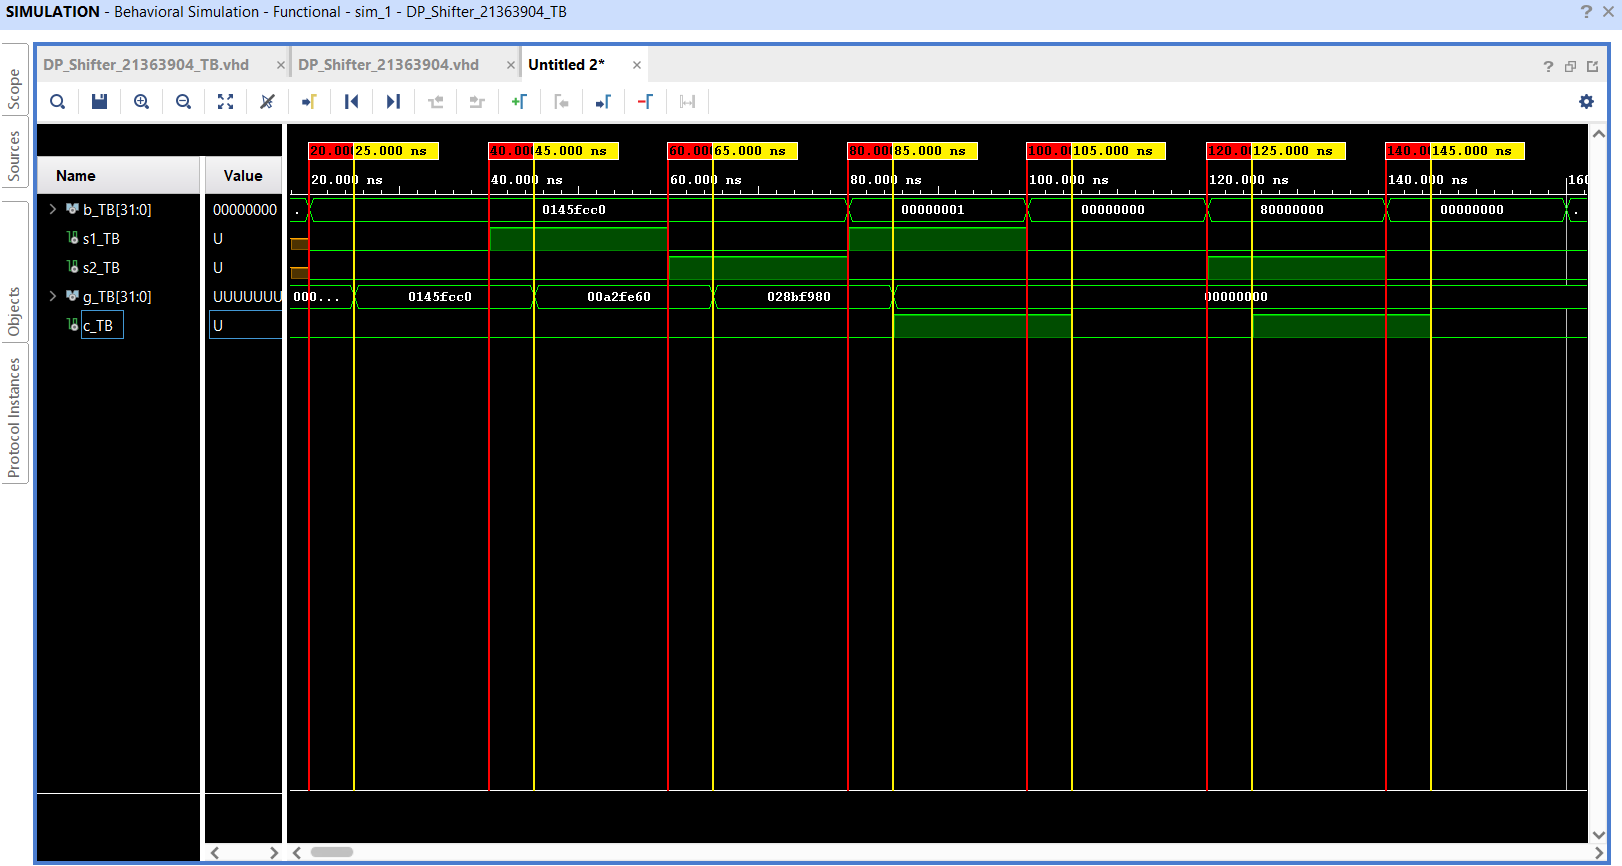 SIMULATION - Behavioral Simulation - Functional - sim_1 - DP_Shifter_21363904_TB
Scope
Sources
Objects
Protocol Instances
DP_Shifter_21363904_TB.vhd
DP_Shifter_21363904.vhd
Untitled 2*
20.00 25.000 ns 40.00 45.000 ns 60.00 65.000 ns 80.00 85.000 ns 100.0 105.000 ns 120.0 125.000 ns 140.0 145.000 ns
20.000 ns 40.000 ns 60.000 ns 80.000 ns 100.000 ns 120.000 ns 140.000 ns 160
Name Value
b_TB[31:0] 00000000 . 0145fcc0 00000001 00000000 80000000 00000000 .
s1_TB U
s2_TB U
g_TB[31:0] UUUUUUU 000... 0145fcc0 00a2fe60 028bf980 00000000
c_TB U